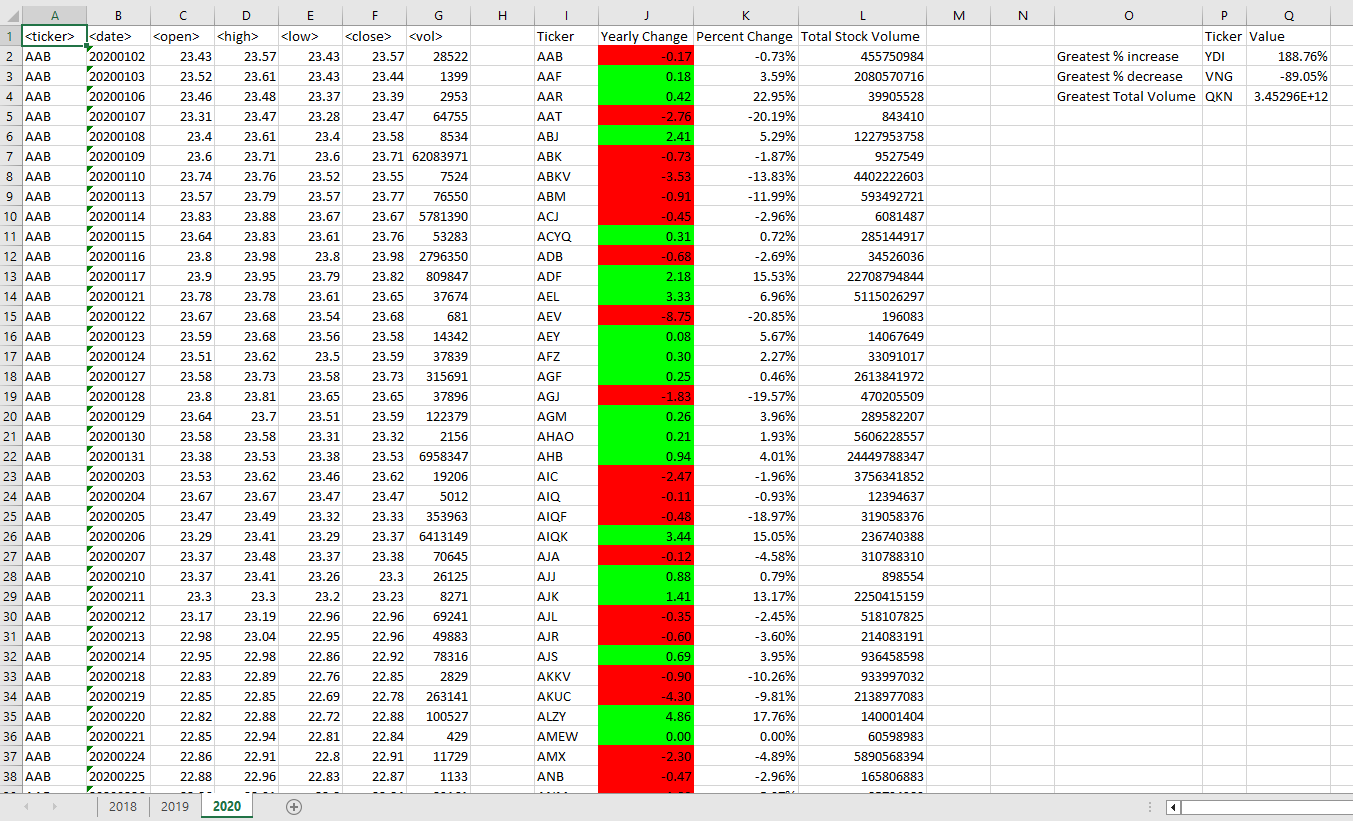 A B C D E F G H I J K L M N O P Q
1 <ticker> <date> <open> <high> <low> <close> <vol> Ticker Yearly Change Percent Change Total Stock Volume Ticker Value
2 AAB 20200102 23.43 23.57 23.43 23.57 28522 AAB -0.17 -0.73% 455750984 Greatest % increase YDI 188.76%
3 AAB 20200103 23.52 23.61 23.43 23.44 1399 AAF 0.18 3.59% 2080570716 Greatest % decrease VNG -89.05%
4 AAB 20200106 23.46 23.48 23.37 23.39 2953 AAR 0.42 22.95% 39905528 Greatest Total Volume QKN 3.45296E+12
5 AAB 20200107 23.31 23.47 23.28 23.47 64755 AAT -2.76 -20.19% 843410
6 AAB 20200108 23.4 23.61 23.4 23.58 8534 ABJ 2.41 5.29% 1227953758
7 AAB 20200109 23.6 23.71 23.6 23.71 62083971 ABK -0.73 -1.87% 9527549
8 AAB 20200110 23.74 23.76 23.52 23.55 7524 ABKV -3.53 -13.83% 4402222603
9 AAB 20200113 23.57 23.79 23.57 23.77 76550 ABM -0.91 -11.99% 593492721
10 AAB 20200114 23.83 23.88 23.67 23.67 5781390 ACJ -0.45 -2.96% 6081487
11 AAB 20200115 23.64 23.83 23.61 23.76 53283 ACYQ 0.31 0.72% 285144917
12 AAB 20200116 23.8 23.98 23.8 23.98 2796350 ADB -0.68 -2.69% 34526036
13 AAB 20200117 23.9 23.95 23.79 23.82 809847 ADF 2.18 15.53% 22708794844
14 AAB 20200121 23.78 23.78 23.61 23.65 37674 AEL 3.33 6.96% 5115026297
15 AAB 20200122 23.67 23.68 23.54 23.68 681 AEV -8.75 -20.85% 196083
16 AAB 20200123 23.59 23.68 23.56 23.58 14342 AEY 0.08 5.67% 14067649
17 AAB 20200124 23.51 23.62 23.5 23.59 37839 AFZ 0.30 2.27% 33091017
18 AAB 20200127 23.58 23.73 23.58 23.73 315691 AGF 0.25 0.46% 2613841972
19 AAB 20200128 23.8 23.81 23.65 23.65 37896 AGJ -1.83 -19.57% 470205509
20 AAB 20200129 23.64 23.7 23.51 23.59 122379 AGM 0.26 3.96% 289582207
21 AAB 20200130 23.58 23.58 23.31 23.32 2156 AHAO 0.21 1.93% 5606228557
22 AAB 20200131 23.38 23.53 23.38 23.53 6958347 AHB 0.94 4.01% 24449788347
23 AAB 20200203 23.53 23.62 23.46 23.62 19206 AIC -2.47 -1.96% 3756341852
24 AAB 20200204 23.67 23.67 23.47 23.47 5012 AIQ -0.11 -0.93% 12394637
25 AAB 20200205 23.47 23.49 23.32 23.33 353963 AIQF -0.48 -18.97% 319058376
26 AAB 20200206 23.29 23.41 23.29 23.37 6413149 AIQK 3.44 15.05% 236740388
27 AAB 20200207 23.37 23.48 23.37 23.38 70645 AJA -0.12 -4.58% 310788310
28 AAB 20200210 23.37 23.41 23.26 23.3 26125 AJJ 0.88 0.79% 898554
29 AAB 20200211 23.3 23.3 23.2 23.23 8271 AJK 1.41 13.17% 2250415159
30 AAB 20200212 23.17 23.19 22.96 22.96 69241 AJL -0.35 -2.45% 518107825
31 AAB 20200213 22.98 23.04 22.95 22.96 49883 AJR -0.60 -3.60% 214083191
32 AAB 20200214 22.95 22.98 22.86 22.92 78316 AJS 0.69 3.95% 936458598
33 AAB 20200218 22.83 22.89 22.76 22.85 2829 AKKV -0.90 -10.26% 933997032
34 AAB 20200219 22.85 22.85 22.69 22.78 263141 AKUC -4.30 -9.81% 2138977083
35 AAB 20200220 22.82 22.88 22.72 22.88 100527 ALZY 4.86 17.76% 140001404
36 AAB 20200221 22.85 22.94 22.81 22.84 429 AMEW 0.00 0.00% 60598983
37 AAB 20200224 22.86 22.91 22.8 22.91 11729 AMX -2.30 -4.89% 5890568394
38 AAB 20200225 22.88 22.96 22.83 22.87 1133 ANB -0.47 -2.96% 165806883
2018 2019 2020